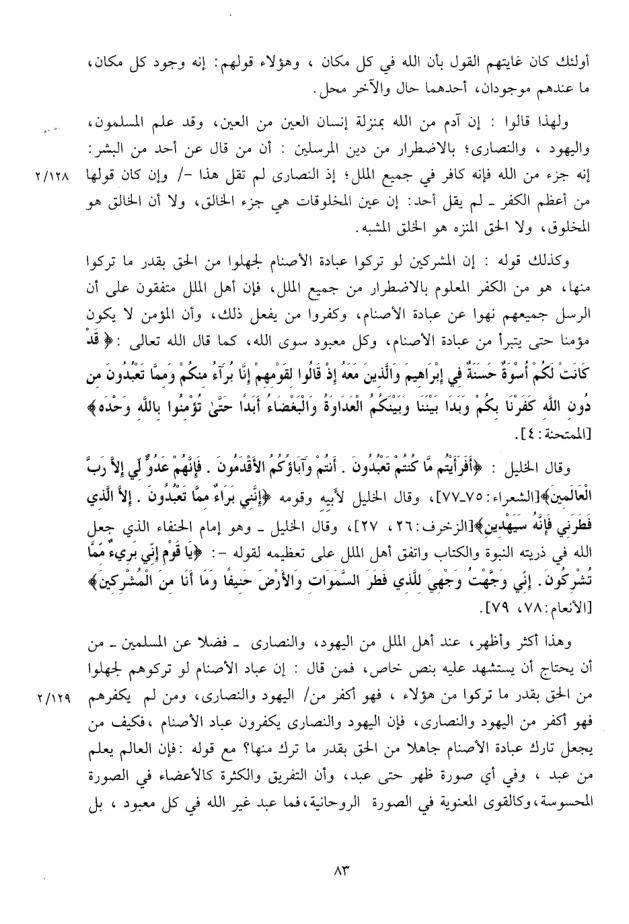 أولئك كان غايتهم القول بأن الله في كل مكان ، وهؤلاء قولهم: إنه وجود كل مكان،
ما عندهم موجودان، أحدهما حال والآخر محل.
ولهذا قالوا : إن آدم من الله بمنزلة إنسان العين من العين، وقد علم المسلمون،
واليهود ، والنصارى؛ بالاضطرار من دين المرسلين : أن من قال عن أحد من البشر:
إنه جزء من الله فإنه كافر في جميع الملل؛ إذ النصارى لم تقل هذا -/ وإن كان قولها ٢/١٢٨
من أعظم الكفر ـ لم يقل أحد: إن عين المخلوقات هي جزء الخالق، ولا أن الخالق هو
المخلوق، ولا الحق المنزه هو الخلق المشبه.
وكذلك قوله : إن المشركين لو تركوا عبادة الأصنام لجهلوا من الحق بقدر ما تركوا
منها، هو من الكفر المعلوم بالاضطرار من جميع الملل، فإن أهل الملل متفقون على أن
الرسل جميعهم نهوا عن عبادة الأصنام، وكفروا من يفعل ذلك، وأن المؤمن لا يكون
مؤمنا حتى يتبرأ من عبادة الأصنام، وكل معبود سوى الله، كما قال الله تعالى :﴿ قَدْ
كَانَتْ لَكُمْ أُسْوَةٌ حَسَنَةٌ فِي إِبْرَاهِيمَ وَالَّذِينَ مَعَهُ إِذْ قَالُوا لِقَوْمِهِمْ إِنَّا بُرَآءُ مِنكُمْ وَمِمَّا تَعْبُدُونَ مِن
دُونِ اللَّهِ كَفَرْنَا بِكُمْ وَبَدَا بَيْنَنَا وَبَيْنَكُمُ الْعَدَاوَةُ وَالْبَغْضَاءُ أَبَدًا حَتَّىٰ تُؤْمِنُوا بِاللَّهِ وَحْدَه﴾
[الممتحنة:٤].
وقال الخليل : ﴿أَفَرَأَيْتُم مَّا كُنتُمْ تَعْبُدُونَ . أَنتُمْ وَآبَاؤُكُمُ الأَقْدَمُونَ . فَإِنَّهُمْ عَدُوٌّ لِّي إِلاَّ رَبَّ
الْعَالَمِينَ﴾[الشعراء:٧٥-٧٧]، وقال الخليل لأبيه وقومه ﴿إِنَّنِي بَرَاءٌ مِّمَّا تَعْبُدُونَ . إِلاَّ الَّذِي
فَطَرَنِي فَإِنَّهُ سَيَهْدِينِ﴾[الزخرف:٢٦، ٢٧]، وقال الخليل ـ وهو إمام الحنفاء الذي جعل
الله في ذريته النبوة والكتاب واتفق أهل الملل على تعظيمه لقوله -: ﴿يَا قَوْمِ إِنِّي بَرِيءٌ مِّمَّا
تُشْرِكُونَ. إِنِّي وَجَّهْتُ وَجْهِيَ لِلَّذِي فَطَرَ السَّمَوَاتِ وَالأَرْضَ حَنِيفًا وَمَا أَنَا مِنَ الْمُشْرِكِينَ﴾
[الأنعام:٧٨، ٧٩].
وهذا أكثر وأظهر، عند أهل الملل من اليهود، والنصارى ـ فضلا عن المسلمين ـ من
أن يحتاج أن يستشهد عليه بنص خاص، فمن قال : إن عباد الأصنام لو تركوهم لجهلوا
من الحق بقدر ما تركوا من هؤلاء ، فهو أكفر من/ اليهود والنصارى، ومن لم يكفرهم ٢/١٢٩
فهو أكفر من اليهود والنصارى، فإن اليهود والنصارى يكفرون عباد الأصنام ،فكيف من
يجعل تارك عبادة الأصنام جاهلا من الحق بقدر ما ترك منها؟ مع قوله :فإن العالم يعلم
من عبد ، وفي أي صورة ظهر حتى عبد، وأن التفريق والكثرة كالأعضاء في الصورة
المحسوسة،وكالقوى المعنوية في الصورة الروحانية،فما عبد غير الله في كل معبود ، بل
٨٣